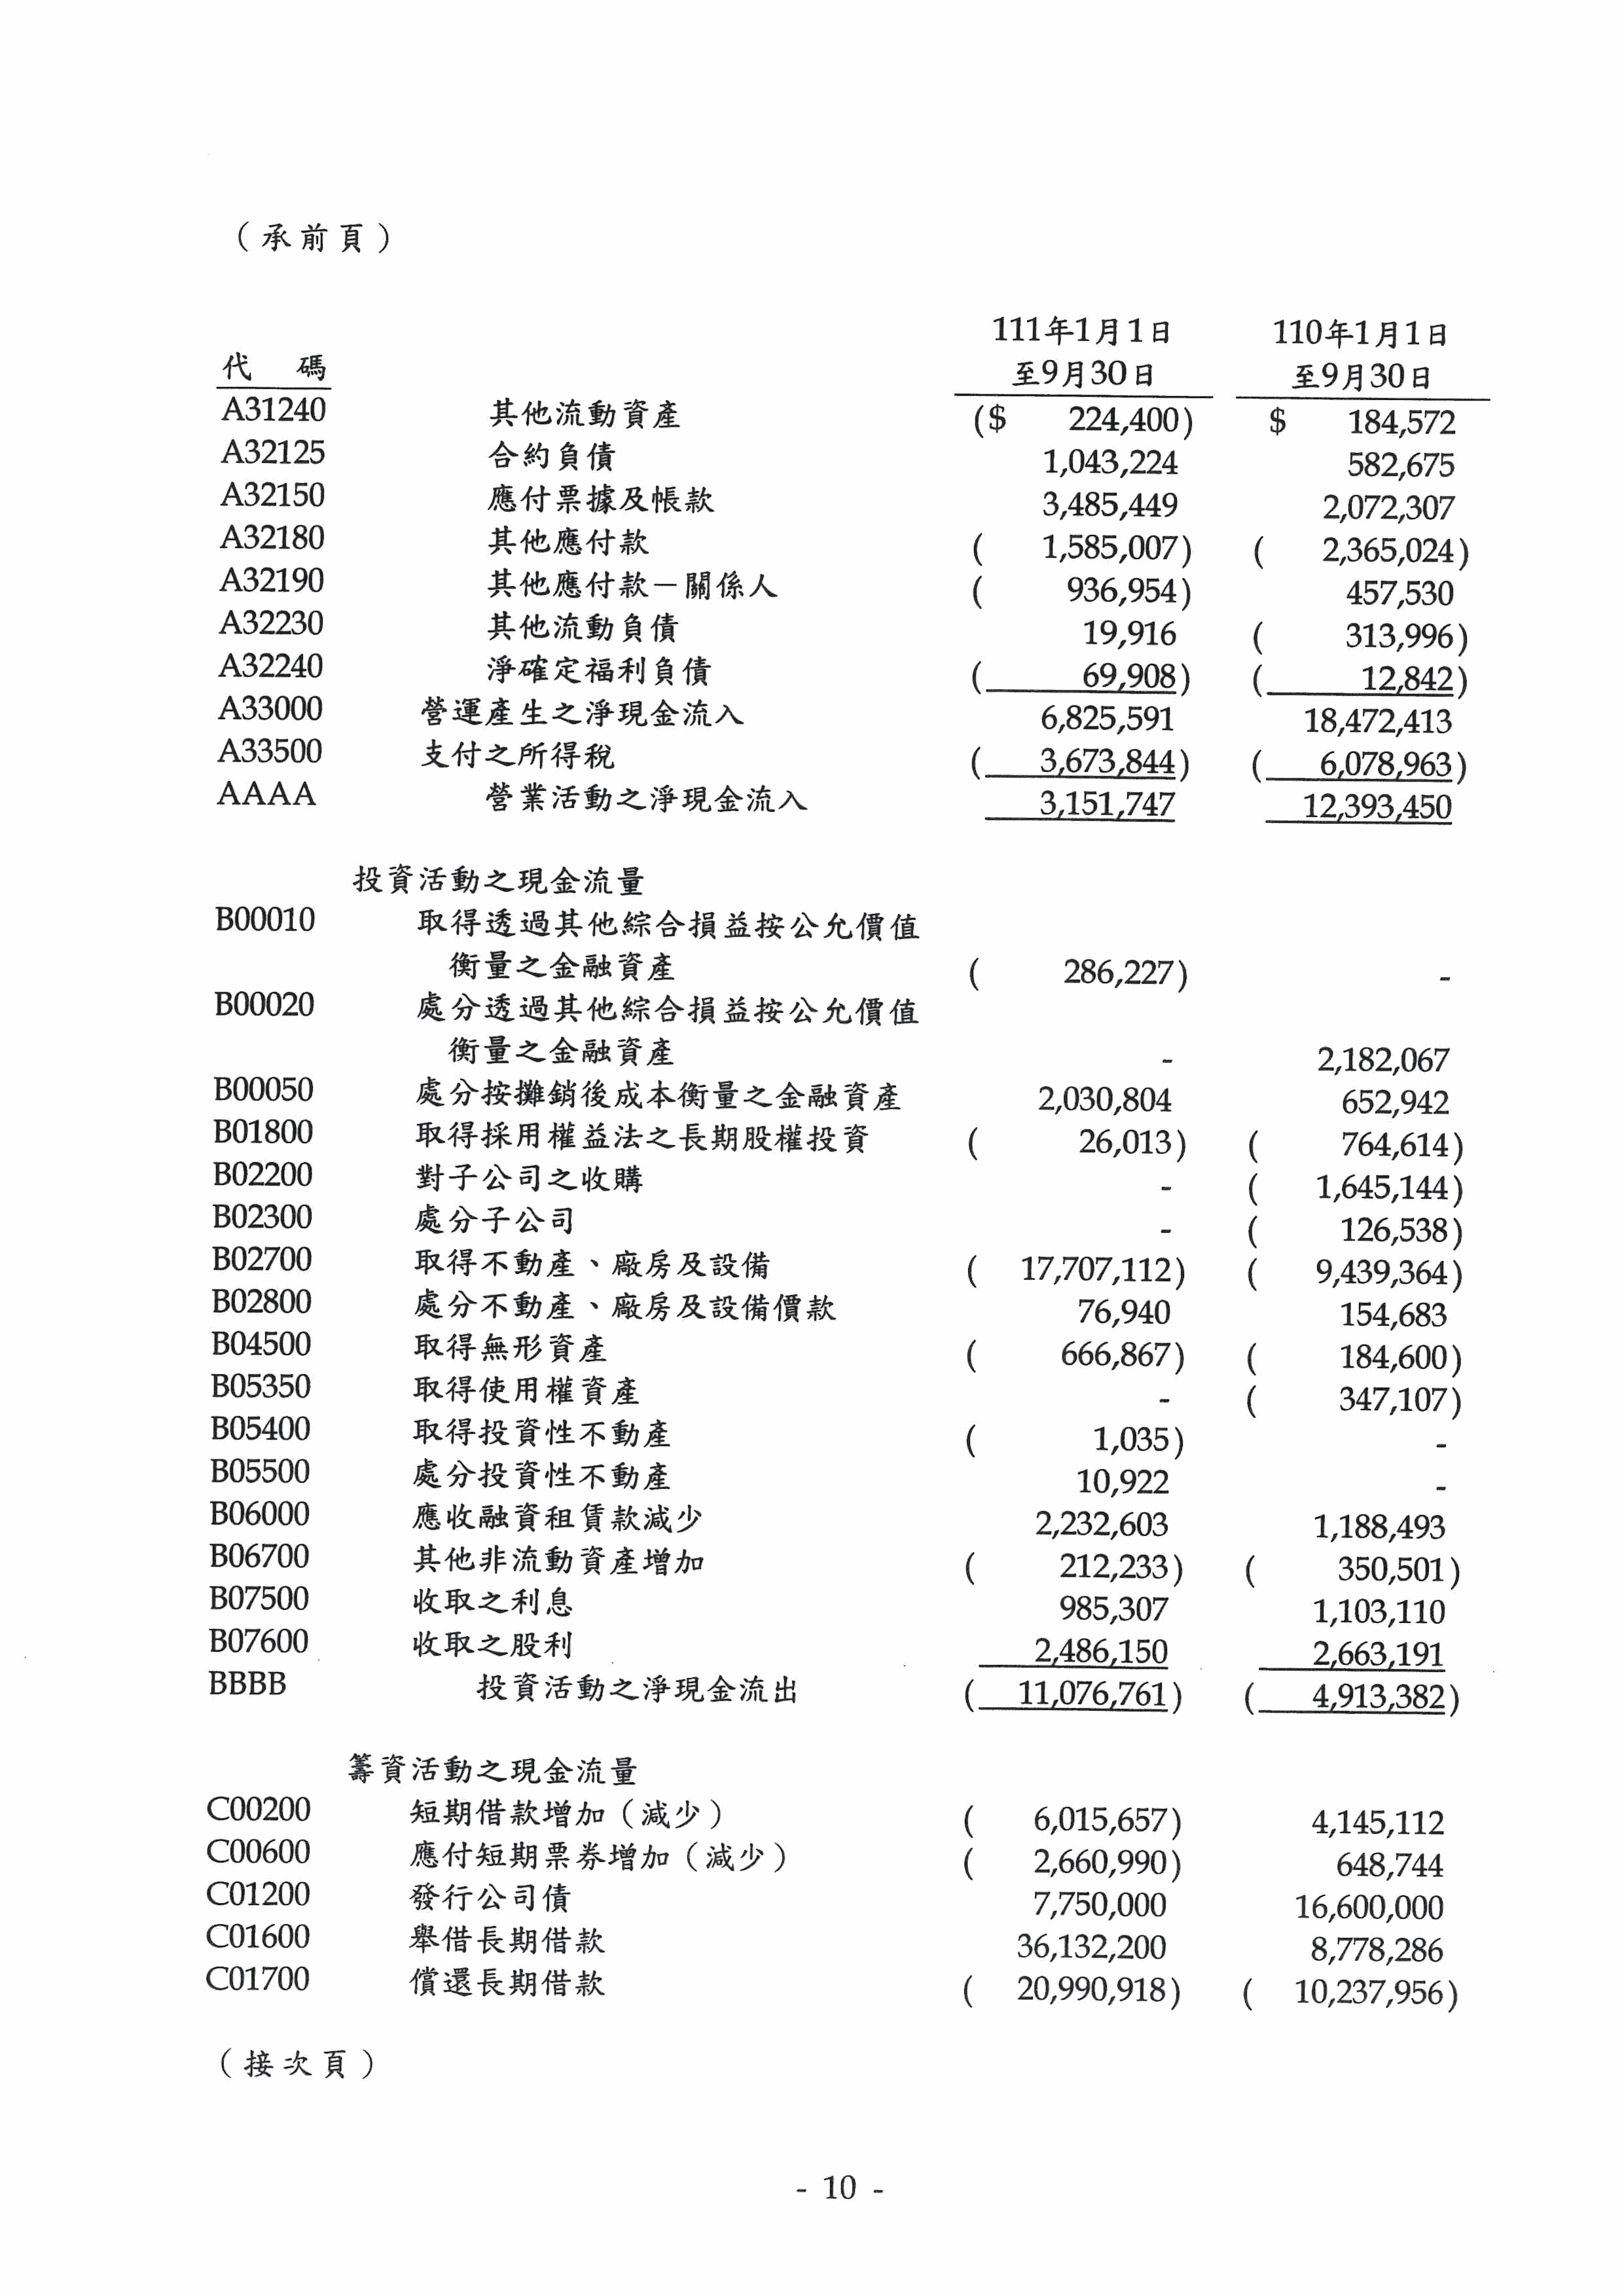 （承前頁）
111年1月1日 110年1月1日
代 碼 至9月30日 至9月30日
A31240 其他流動資產 ($ 224,400) $ 184,572
A32125 合約負債 1,043,224 582,675
A32150 應付票據及帳款 3,485,449 2,072,307
A32180 其他應付款 ( 1,585,007) ( 2,365,024)
A32190 其他應付款－關係人 ( 936,954) 457,530
A32230 其他流動負債 19,916 ( 313,996)
A32240 淨確定福利負債 ( 69,908) ( 12,842)
A33000 營運產生之淨現金流入 6,825,591 18,472,413
A33500 支付之所得稅 ( 3,673,844) ( 6,078,963)
AAAA 營業活動之淨現金流入 3,151,747 12,393,450
投資活動之現金流量
B00010 取得透過其他綜合損益按公允價值
衡量之金融資產 ( 286,227) -
B00020 處分透過其他綜合損益按公允價值
衡量之金融資產 - 2,182,067
B00050 處分按攤銷後成本衡量之金融資產 2,030,804 652,942
B01800 取得採用權益法之長期股權投資 ( 26,013) ( 764,614)
B02200 對子公司之收購 - ( 1,645,144)
B02300 處分子公司 - ( 126,538)
B02700 取得不動產、廠房及設備 ( 17,707,112) ( 9,439,364)
B02800 處分不動產、廠房及設備價款 76,940 154,683
B04500 取得無形資產 ( 666,867) ( 184,600)
B05350 取得使用權資產 - ( 347,107)
B05400 取得投資性不動產 ( 1,035) -
B05500 處分投資性不動產 10,922 -
B06000 應收融資租賃款減少 2,232,603 1,188,493
B06700 其他非流動資產增加 ( 212,233) ( 350,501)
B07500 收取之利息 985,307 1,103,110
B07600 收取之股利 2,486,150 2,663,191
BBBB 投資活動之淨現金流出 ( 11,076,761) ( 4,913,382)
籌資活動之現金流量
C00200 短期借款增加（減少） ( 6,015,657) 4,145,112
C00600 應付短期票券增加（減少） ( 2,660,990) 648,744
C01200 發行公司債 7,750,000 16,600,000
C01600 舉借長期借款 36,132,200 8,778,286
C01700 償還長期借款 ( 20,990,918) ( 10,237,956)
（接次頁）
- 10 -